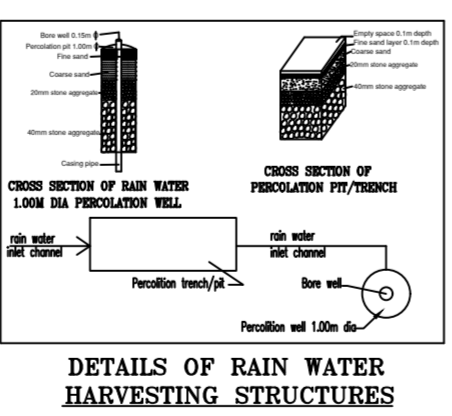 Bore well 0.15m
Percolation pit 1.00m
Fine sand
Coarse sand
20mm stone aggregate
40mm stone aggregate
Casing pipe
CROSS SECTION OF RAIN WATER
1.00M DIA PERCOLATION WELL
Empty space 0.1m depth
Fine sand layer 0.1m depth
Coarse sand
20mm stone aggregate
40mm stone aggregate
CROSS SECTION OF
PERCOLATION PIT/TRENCH
rain water
inlet channel
Percolition trench/pit
rain water
inlet channel
Bore well
Percolition well 1.00m dia
DETAILS OF RAIN WATER
HARVESTING STRUCTURES